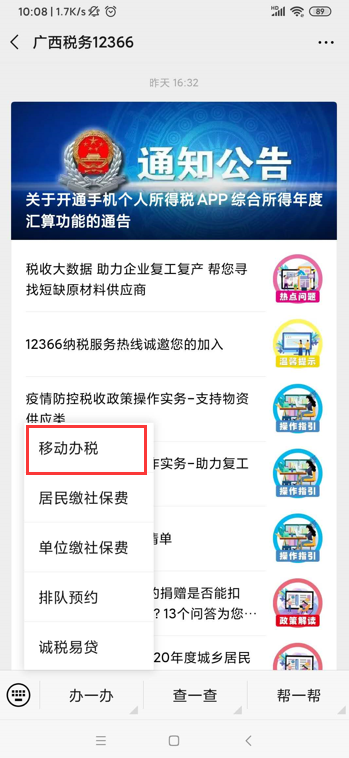 10:08 | 1.7K/s
HD
89
广西税务12366
昨天 16:32
通知公告
关于开通手机个人所得税APP综合所得年度
汇算功能的通告
税收大数据 助力企业复工复产 帮您寻
找短缺原材料供应商
热点问题
12366纳税服务热线诚邀您的加入
温馨提示
疫情防控税收政策操作实务-支持物资
供应类
操作指引
移动办税
作实务-助力复工
操作指引
居民缴社保费
单位缴社保费
清单
操作指引
排队预约
的捐赠是否能扣
? 13个问答为您…
政策解读
诚税易贷
20年度城乡居民
办一办
查一查
帮一帮